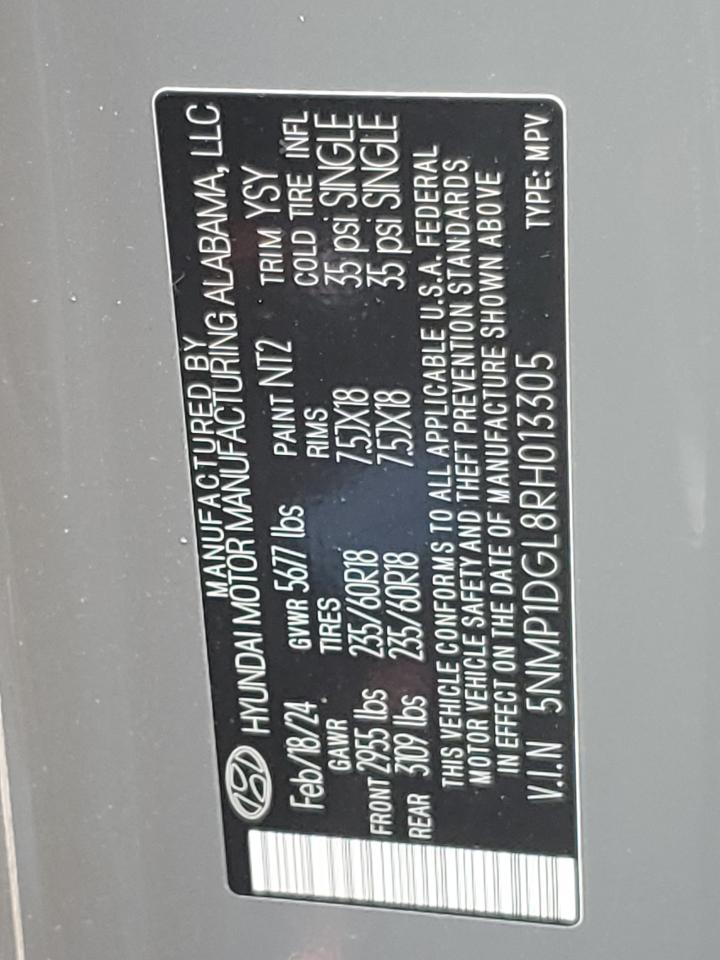 MANUFACTURED BY
HYUNDAI MOTOR MANUFACTURING ALABAMA, LLC
Feb/18/24 GVWR 5677 lbs PAINT NT2 TRIM YSY
GAWR TIRES RIMS COLD TIRE INFL
FRONT 2955 lbs 235/60R18 7.5JX18 35 psi SINGLE
REAR 3109 lbs 235/60R18 7.5JX18 35 psi SINGLE
THIS VEHICLE CONFORMS TO ALL APPLICABLE U.S.A. FEDERAL
MOTOR VEHICLE SAFETY AND THEFT PREVENTION STANDARDS
IN EFFECT ON THE DATE OF MANUFACTURE SHOWN ABOVE
V.I.N 5NMP1DGL8RH013305 TYPE: MPV